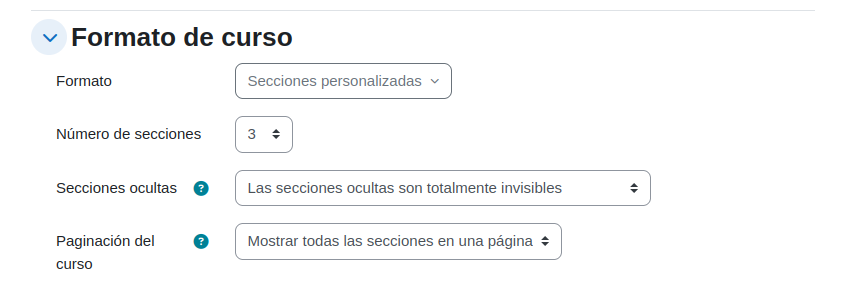 Formato de curso
Formato
Secciones personalizadas
Número de secciones
3
Secciones ocultas
?
Las secciones ocultas son totalmente invisibles
Paginación del
curso
?
Mostrar todas las secciones en una página